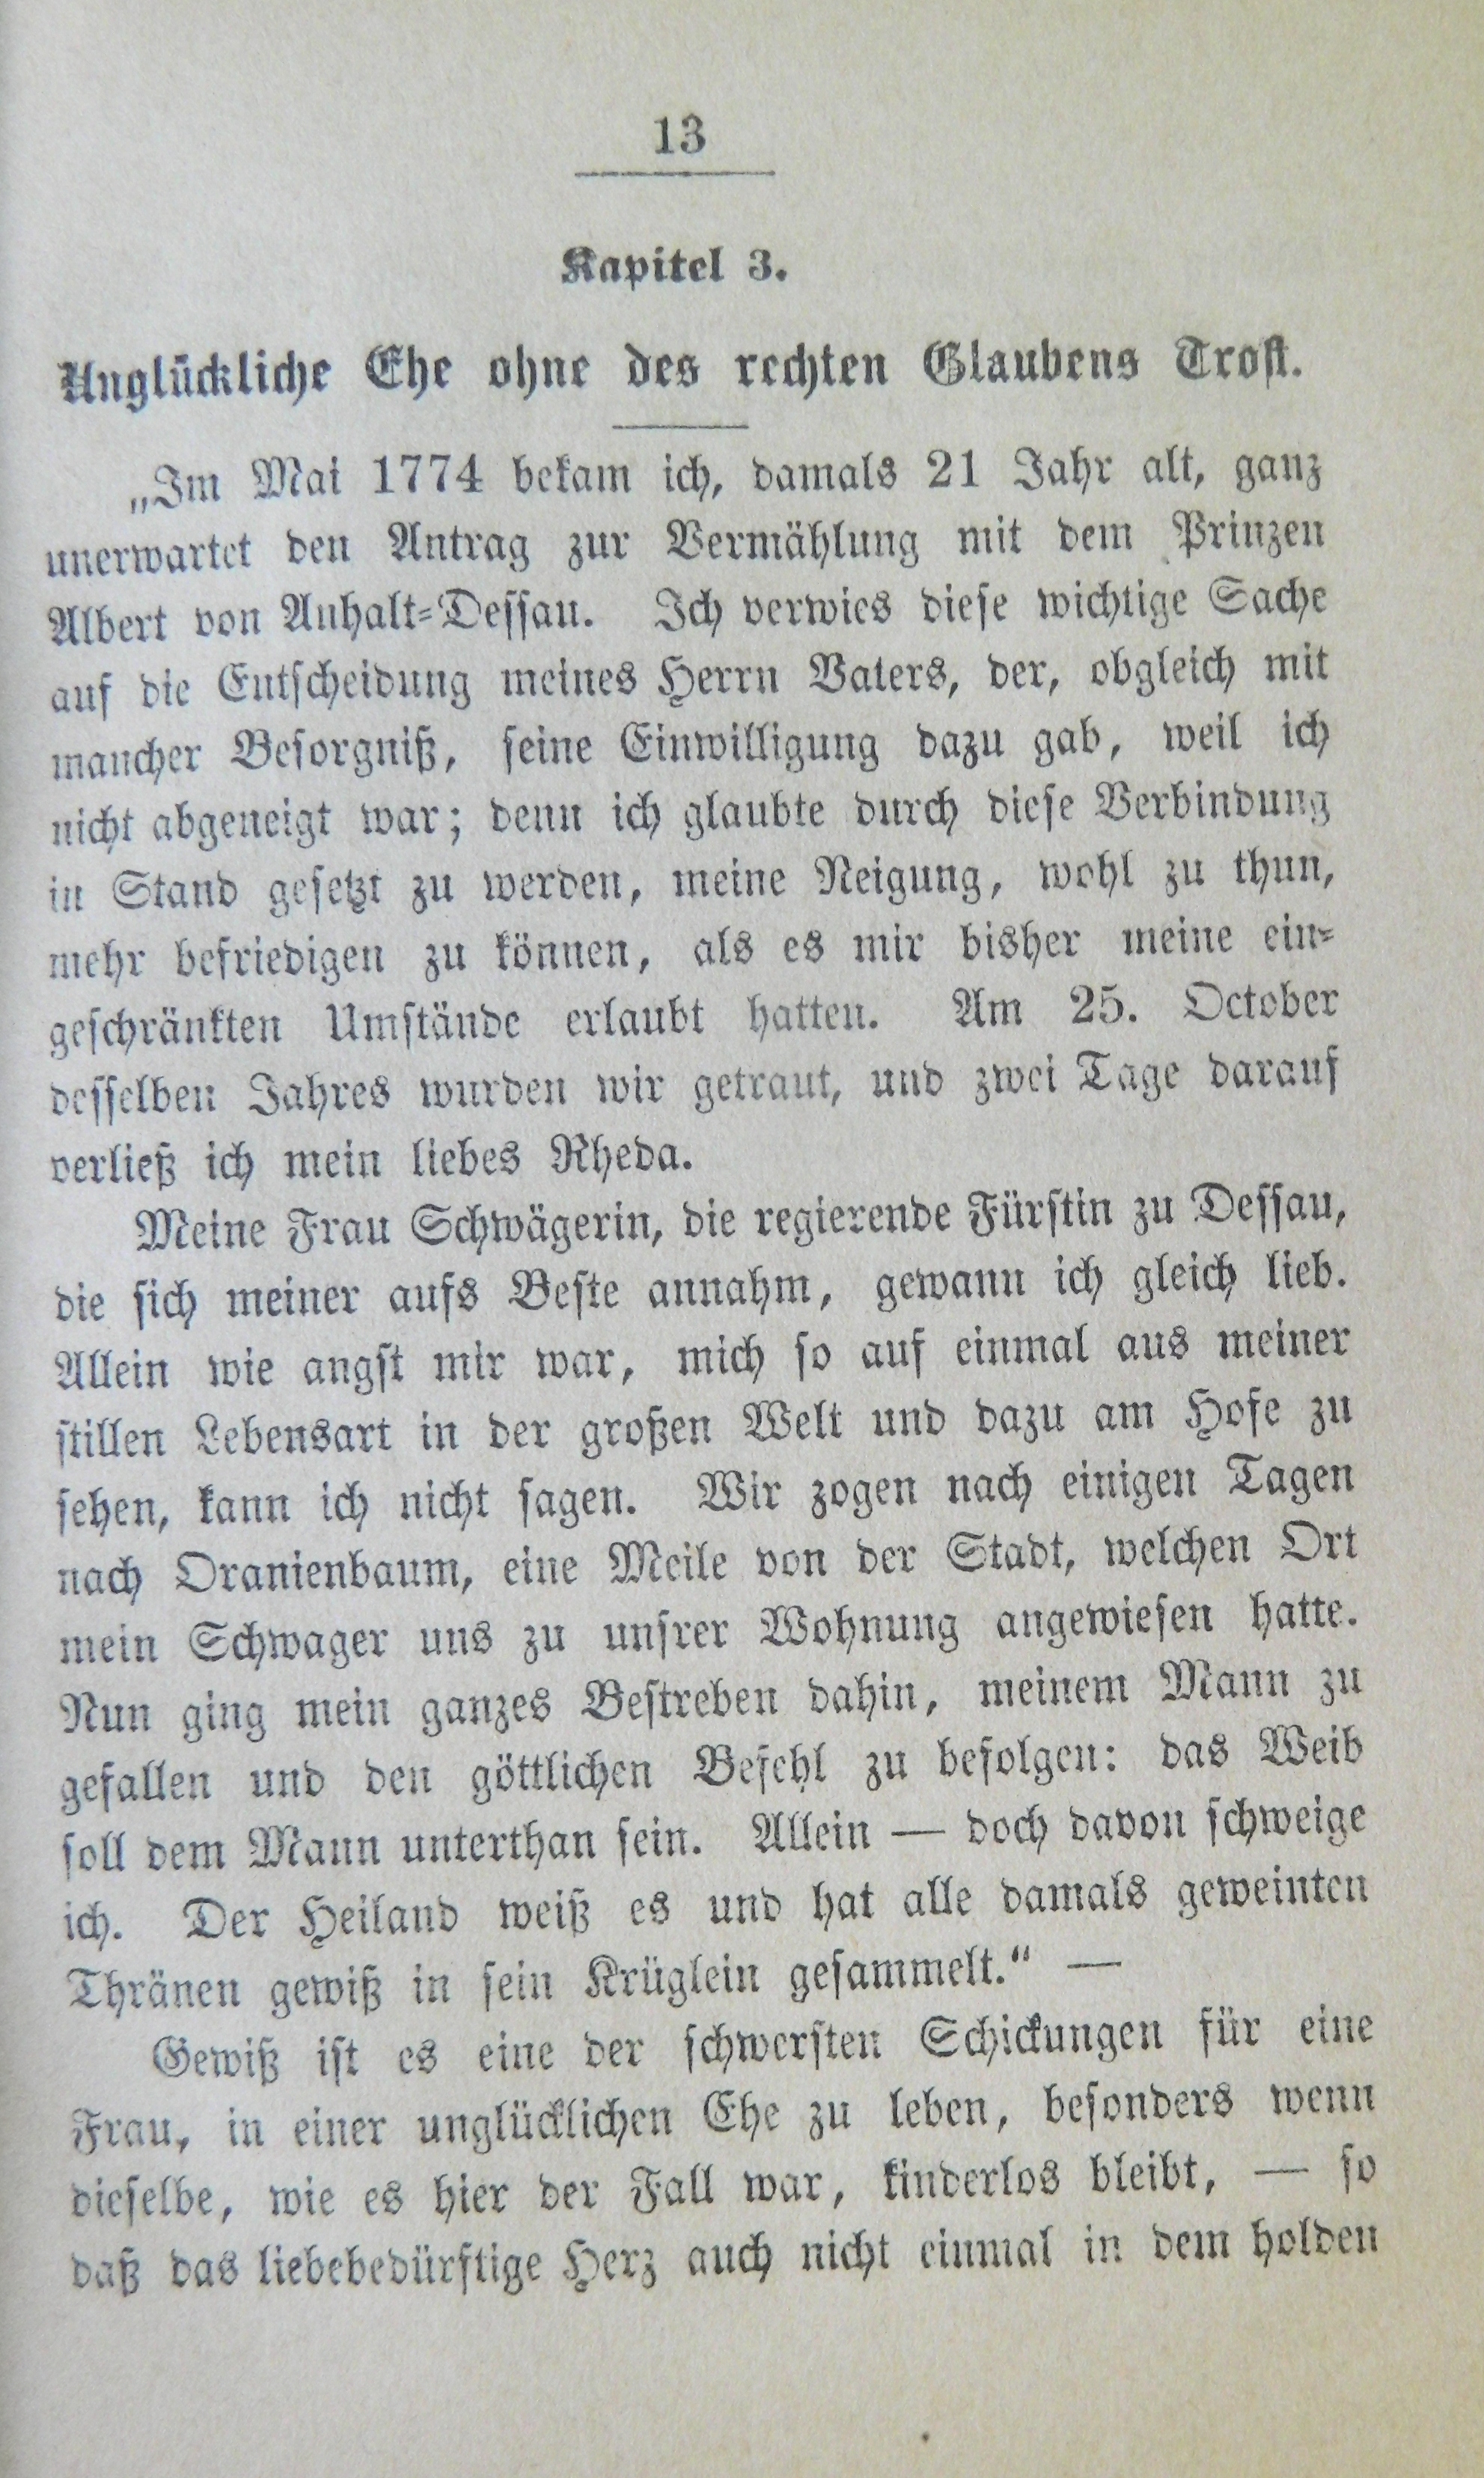 13
Kapitel 3.
Unglückliche Ehe ohne des rechten Glaubens Trost.
„Im Mai 1774 bekam ich, damals 21 Jahr alt, ganz
unerwartet den Antrag zur Vermählung mit dem Prinzen
Albert von Anhalt-Dessau. Ich verwies diese wichtige Sache
auf die Entscheidung meines Herrn Vaters, der, obgleich mit
mancher Besorgniß, seine Einwilligung dazu gab, weil ich
nicht abgeneigt war; denn ich glaubte durch diese Verbindung
in Stand gesetzt zu werden, meine Neigung, wohl zu thun,
mehr befriedigen zu können, als es mir bisher meine ein-
geschränkten Umstände erlaubt hatten. Am 25. October
desselben Jahres wurden wir getraut, und zwei Tage darauf
verließ ich mein liebes Rheda.
Meine Frau Schwägerin, die regierende Fürstin zu Dessau,
die sich meiner aufs Beste annahm, gewann ich gleich lieb.
Allein wie angst mir war, mich so auf einmal aus meiner
stillen Lebensart in der großen Welt und dazu am Hofe zu
sehen, kann ich nicht sagen. Wir zogen nach einigen Tagen
nach Oranienbaum, eine Meile von der Stadt, welchen Ort
mein Schwager uns zu unsrer Wohnung angewiesen hatte.
Nun ging mein ganzes Bestreben dahin, meinem Mann zu
gefallen und den göttlichen Befehl zu befolgen: das Weib
soll dem Mann unterthan sein. Allein — doch davon schweige
ich. Der Heiland weiß es und hat alle damals geweinten
Thränen gewiß in sein Krüglein gesammelt.“ —
Gewiß ist es eine der schwersten Schickungen für eine
Frau, in einer unglücklichen Ehe zu leben, besonders wenn
dieselbe, wie es hier der Fall war, kinderlos bleibt, — so
daß das liebebedürftige Herz auch nicht einmal in dem holden